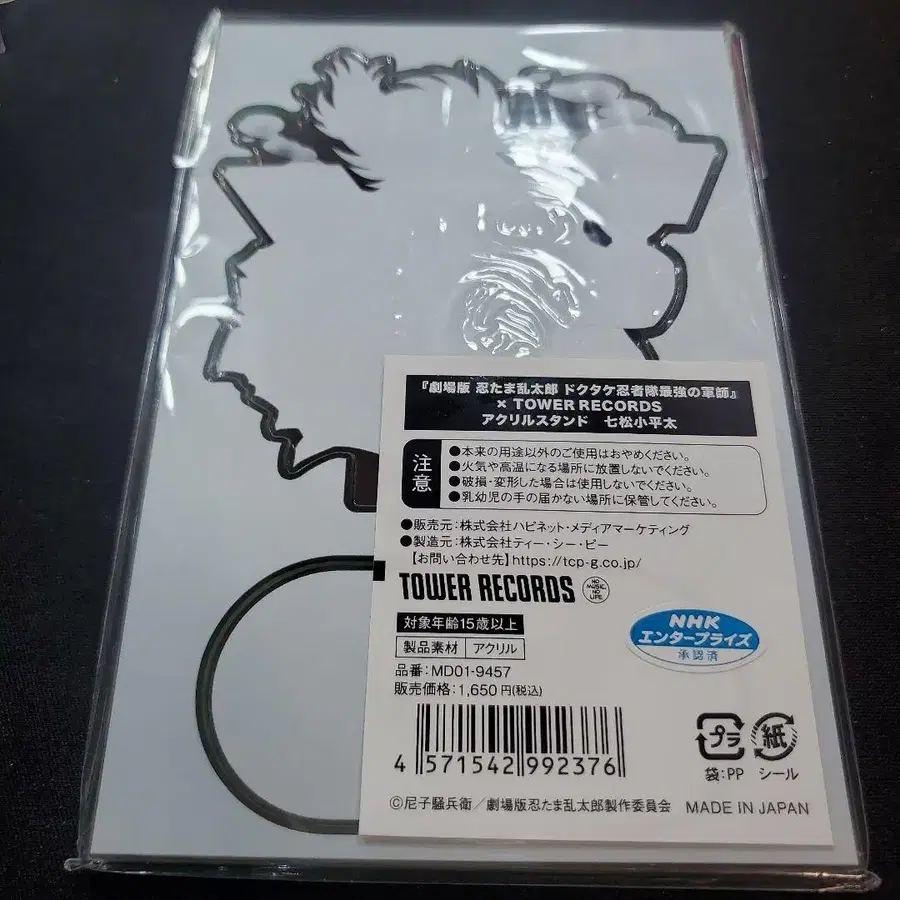 『劇場版 忍たま乱太郎 ドクタケ忍者隊最強の軍師』
× TOWER RECORDS
アクリルスタンド 七松小平太
注意
●本来の用途以外のご使用はおやめください。
●火気や高温になる場所に放置しないでください。
●破損・変形した場合は使用しないでください。
●乳幼児の手の届かない場所に保管してください。
●販売元：株式会社ハピネット・メディアマーケティング
●製造元：株式会社ティー・シー・ピー
【お問い合わせ先】https://tcp-g.co.jp/
TOWER RECORDS
NO MUSIC, NO LIFE.
対象年齢15歳以上
製品素材 アクリル
品番：MD01-9457
販売価格：1,650 円(税込)
NHK
エンタープライズ
承認済
4 571542 992376
プラ 紙
袋：PP シール
©尼子騒兵衛／劇場版忍たま乱太郎製作委員会 MADE IN JAPAN